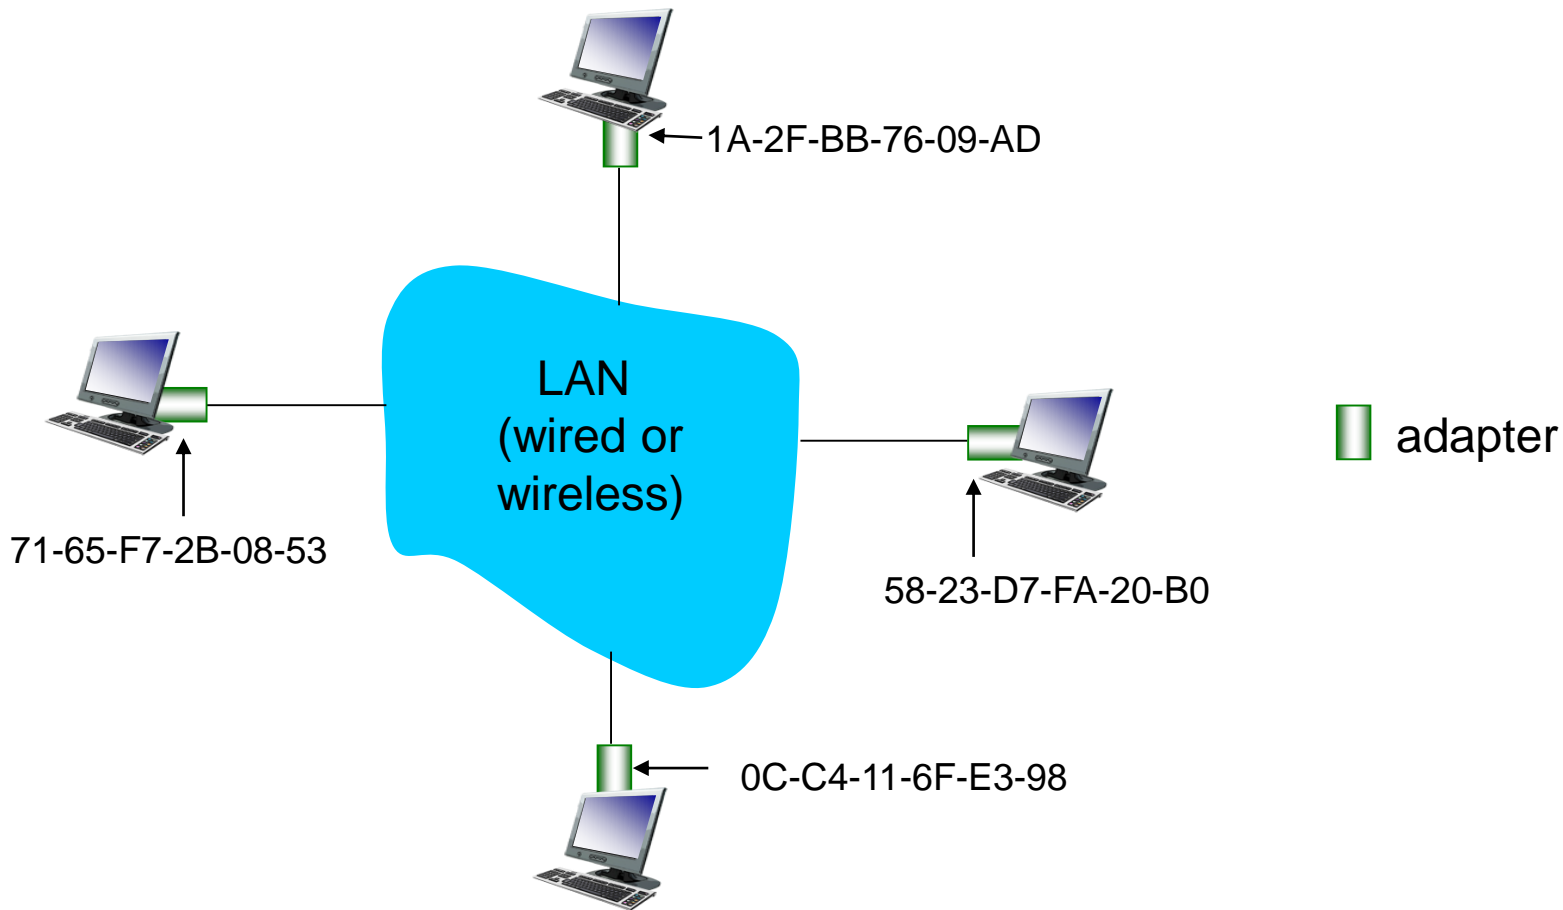 1A-2F-BB-76-09-AD
LAN
(wired or
wireless)
adapter
71-65-F7-2B-08-53
58-23-D7-FA-20-B0
0C-C4-11-6F-E3-98